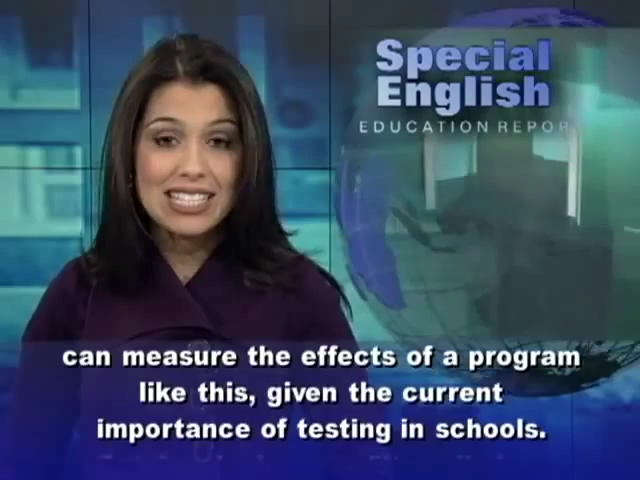 Special
English
EDUCATION REPORT
can measure the effects of a program
like this, given the current
importance of testing in schools.